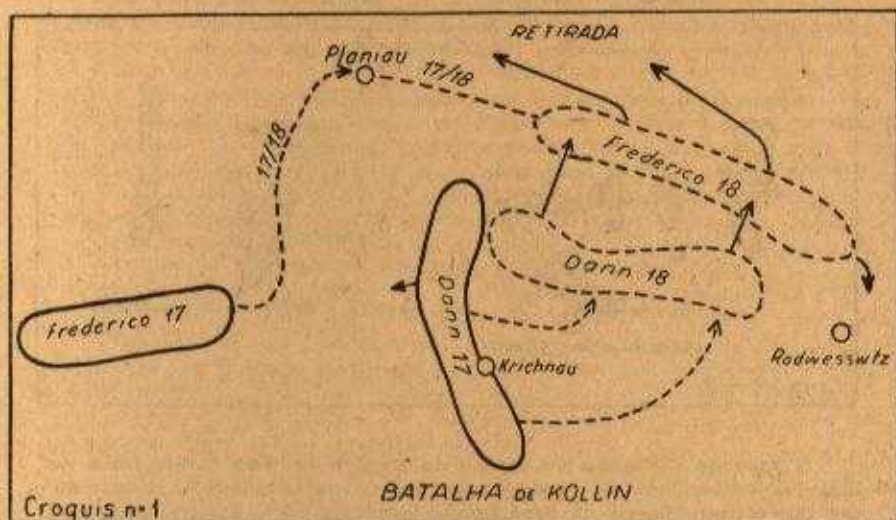 RETIRADA
Planiau
17/18
17/18
Frederico 18
Dann 18
Frederico 17
Dann 17
Krichnau
Radwesswtz
BATALHA DE KOLLIN
Croquis nº 1